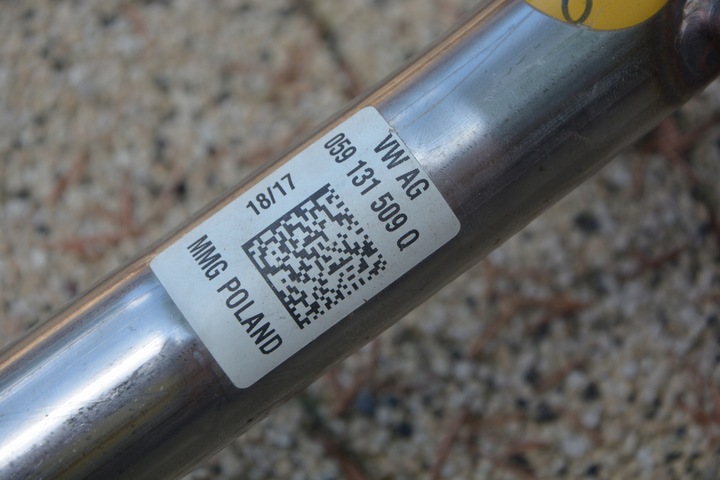 VW AG
059 131 509 Q
18/17
MMG POLAND